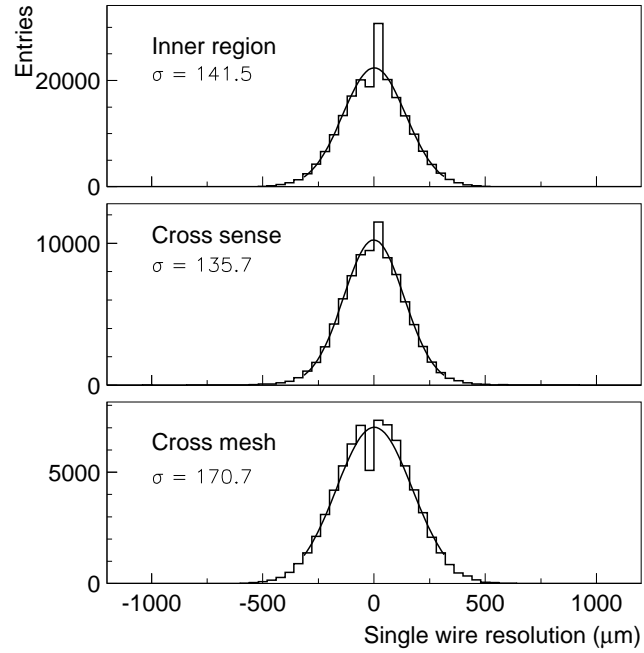 Entries
Inner region
σ = 141.5
20000
0
Cross sense
σ = 135.7
10000
0
Cross mesh
σ = 170.7
5000
0
-1000 -500 0 500 1000
Single wire resolution (μm)